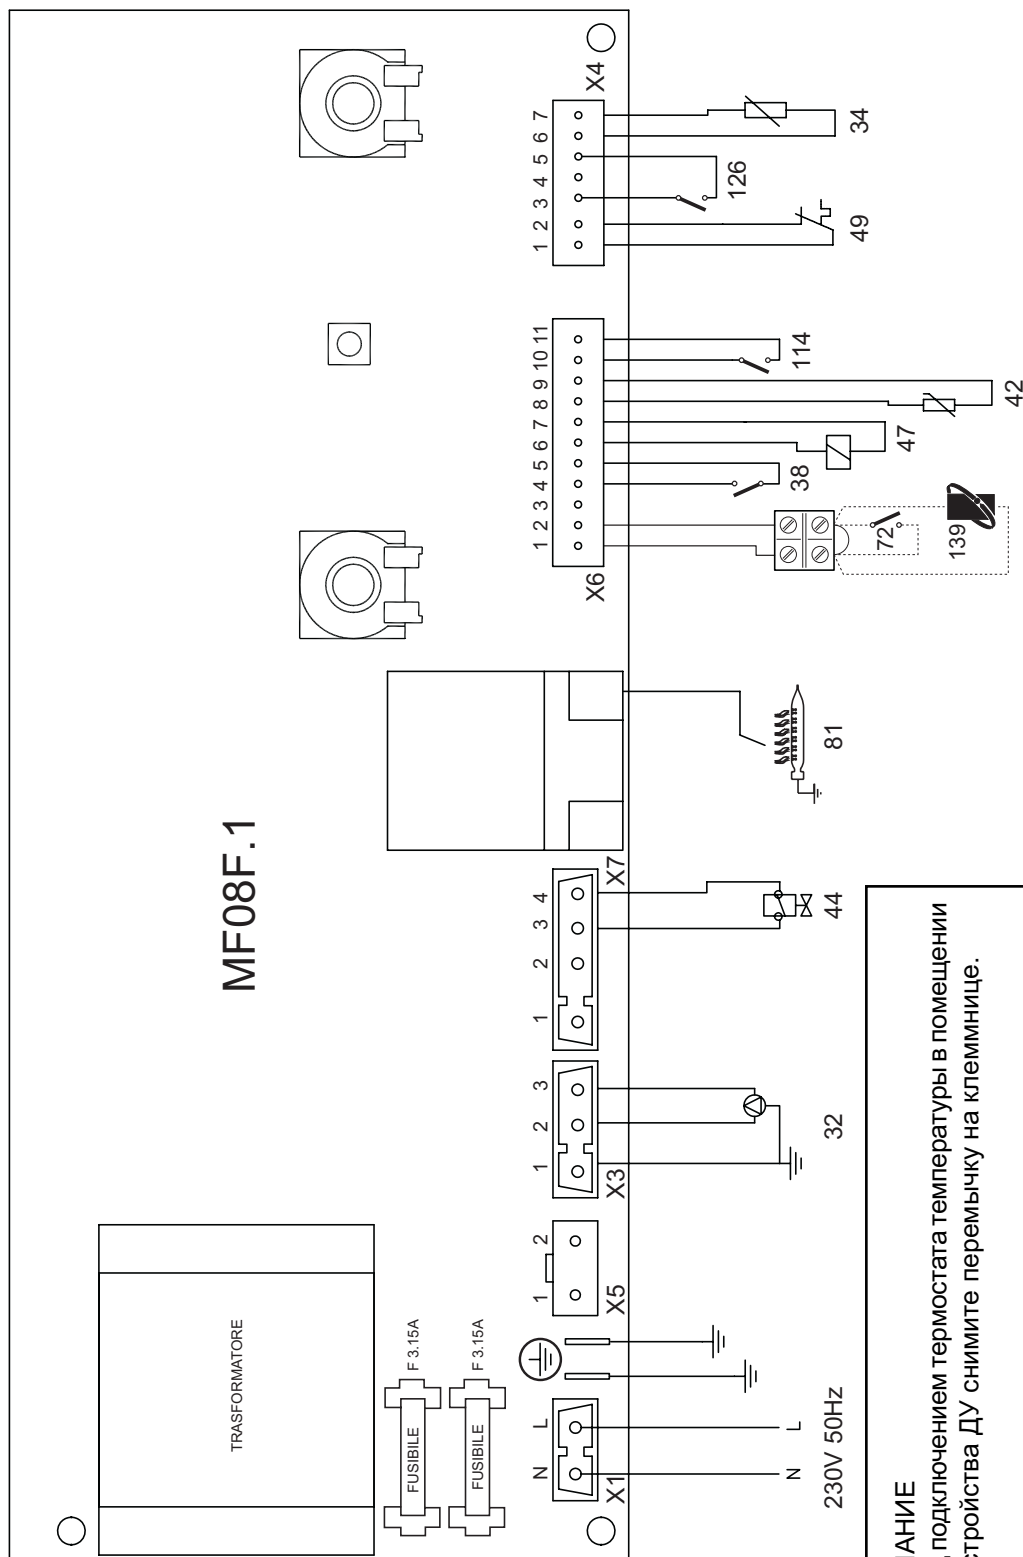 TRASFORMATORE
MF08F.1
FUSIBILE F 3.15A
FUSIBILE F 3.15A
N L
X1
1 2
X5
1 2 3
X3
1 2 3 4
X7
1 2 3 4 5 6 7 8 9 10 11
X6
1 2 3 4 5 6 7
X4
N L
230V 50Hz
32
44
81
72
139
38
47
42
114
49
126
34
АНИЕ
подключением термостата температуры в помещении
стройства ДУ снимите перемычку на клеммнице.